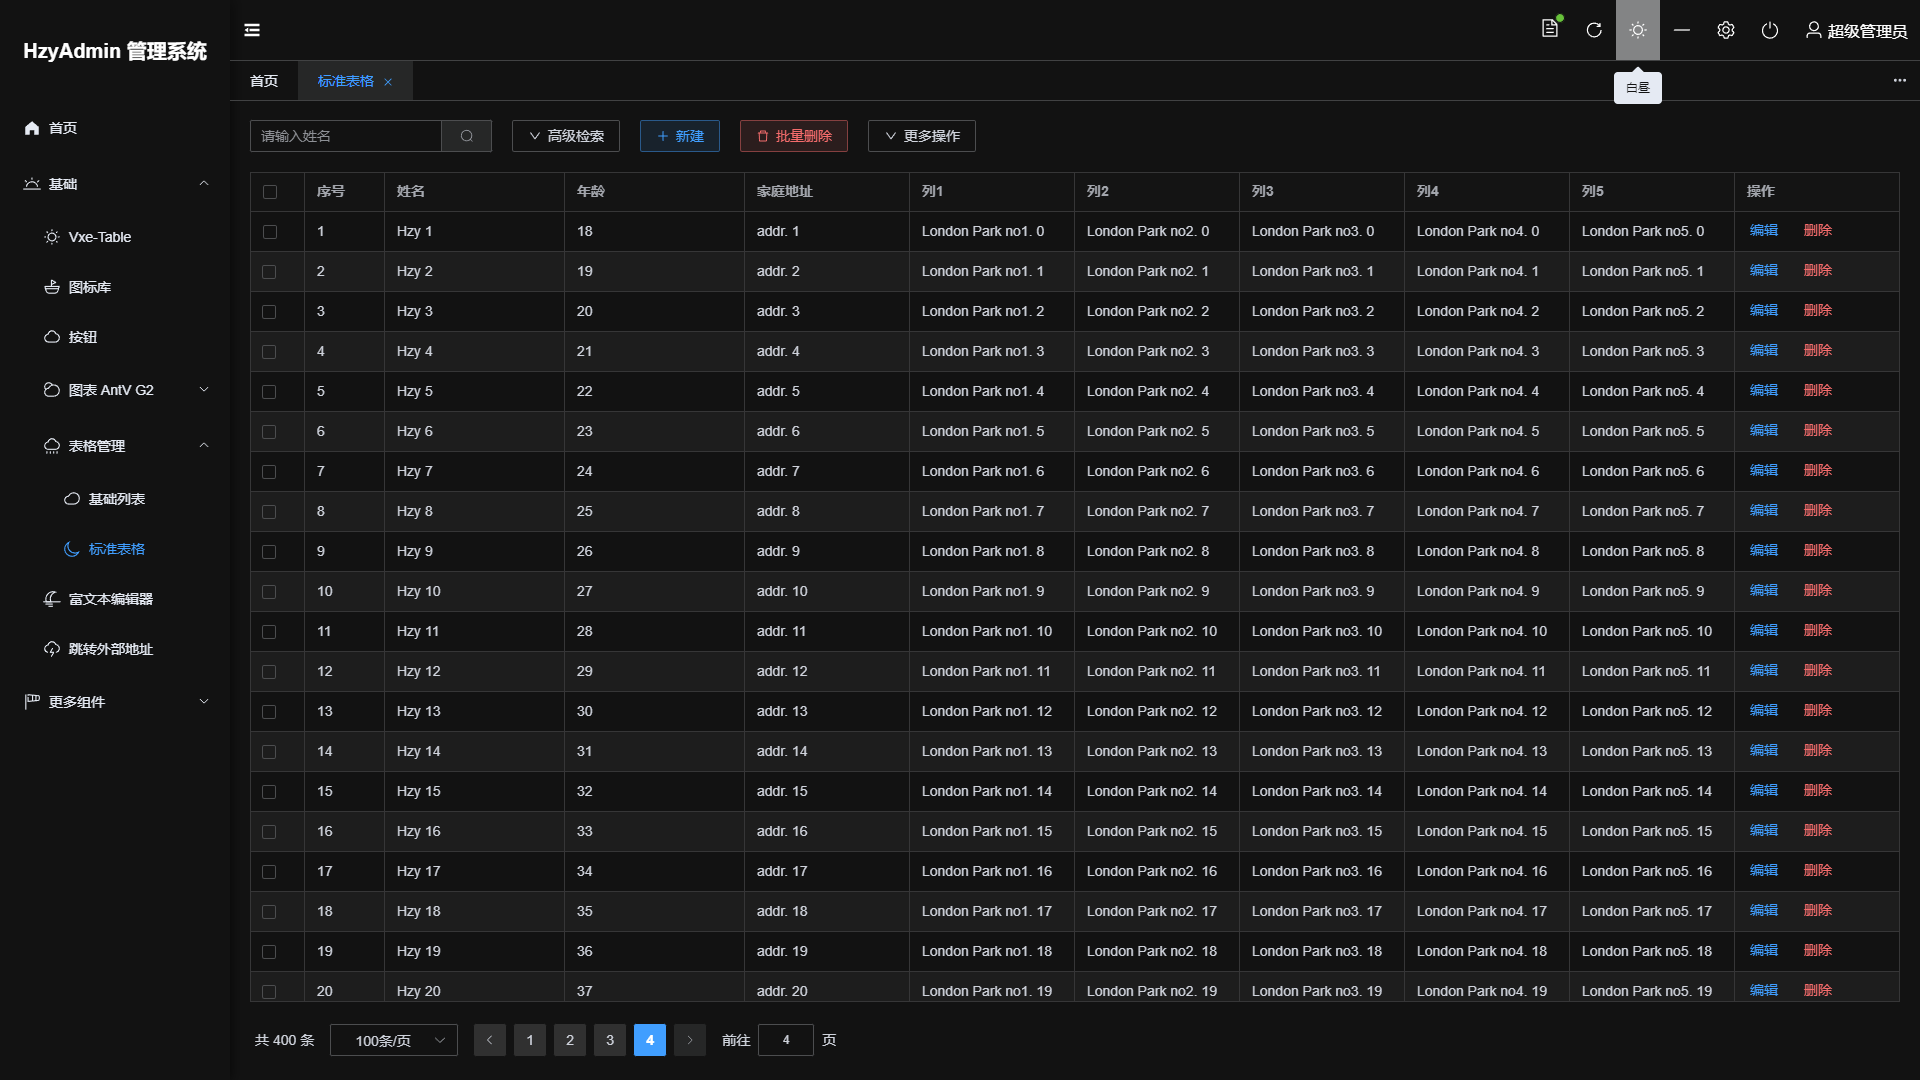 HzyAdmin 管理系统
超级管理员
首页
标准表格
白昼
首页
基础
Vxe-Table
图标库
按钮
图表 AntV G2
表格管理
基础列表
标准表格
富文本编辑器
跳转外部地址
更多组件
请输入姓名 高级检索 新建 批量删除 更多操作
序号 姓名 年龄 家庭地址 列1 列2 列3 列4 列5 操作
1 Hzy 1 18 addr. 1 London Park no1. 0 London Park no2. 0 London Park no3. 0 London Park no4. 0 London Park no5. 0 编辑 删除
2 Hzy 2 19 addr. 2 London Park no1. 1 London Park no2. 1 London Park no3. 1 London Park no4. 1 London Park no5. 1 编辑 删除
3 Hzy 3 20 addr. 3 London Park no1. 2 London Park no2. 2 London Park no3. 2 London Park no4. 2 London Park no5. 2 编辑 删除
4 Hzy 4 21 addr. 4 London Park no1. 3 London Park no2. 3 London Park no3. 3 London Park no4. 3 London Park no5. 3 编辑 删除
5 Hzy 5 22 addr. 5 London Park no1. 4 London Park no2. 4 London Park no3. 4 London Park no4. 4 London Park no5. 4 编辑 删除
6 Hzy 6 23 addr. 6 London Park no1. 5 London Park no2. 5 London Park no3. 5 London Park no4. 5 London Park no5. 5 编辑 删除
7 Hzy 7 24 addr. 7 London Park no1. 6 London Park no2. 6 London Park no3. 6 London Park no4. 6 London Park no5. 6 编辑 删除
8 Hzy 8 25 addr. 8 London Park no1. 7 London Park no2. 7 London Park no3. 7 London Park no4. 7 London Park no5. 7 编辑 删除
9 Hzy 9 26 addr. 9 London Park no1. 8 London Park no2. 8 London Park no3. 8 London Park no4. 8 London Park no5. 8 编辑 删除
10 Hzy 10 27 addr. 10 London Park no1. 9 London Park no2. 9 London Park no3. 9 London Park no4. 9 London Park no5. 9 编辑 删除
11 Hzy 11 28 addr. 11 London Park no1. 10 London Park no2. 10 London Park no3. 10 London Park no4. 10 London Park no5. 10 编辑 删除
12 Hzy 12 29 addr. 12 London Park no1. 11 London Park no2. 11 London Park no3. 11 London Park no4. 11 London Park no5. 11 编辑 删除
13 Hzy 13 30 addr. 13 London Park no1. 12 London Park no2. 12 London Park no3. 12 London Park no4. 12 London Park no5. 12 编辑 删除
14 Hzy 14 31 addr. 14 London Park no1. 13 London Park no2. 13 London Park no3. 13 London Park no4. 13 London Park no5. 13 编辑 删除
15 Hzy 15 32 addr. 15 London Park no1. 14 London Park no2. 14 London Park no3. 14 London Park no4. 14 London Park no5. 14 编辑 删除
16 Hzy 16 33 addr. 16 London Park no1. 15 London Park no2. 15 London Park no3. 15 London Park no4. 15 London Park no5. 15 编辑 删除
17 Hzy 17 34 addr. 17 London Park no1. 16 London Park no2. 16 London Park no3. 16 London Park no4. 16 London Park no5. 16 编辑 删除
18 Hzy 18 35 addr. 18 London Park no1. 17 London Park no2. 17 London Park no3. 17 London Park no4. 17 London Park no5. 17 编辑 删除
19 Hzy 19 36 addr. 19 London Park no1. 18 London Park no2. 18 London Park no3. 18 London Park no4. 18 London Park no5. 18 编辑 删除
20 Hzy 20 37 addr. 20 London Park no1. 19 London Park no2. 19 London Park no3. 19 London Park no4. 19 London Park no5. 19 编辑 删除
共 400 条 100条/页 1 2 3 4 前往 4 页